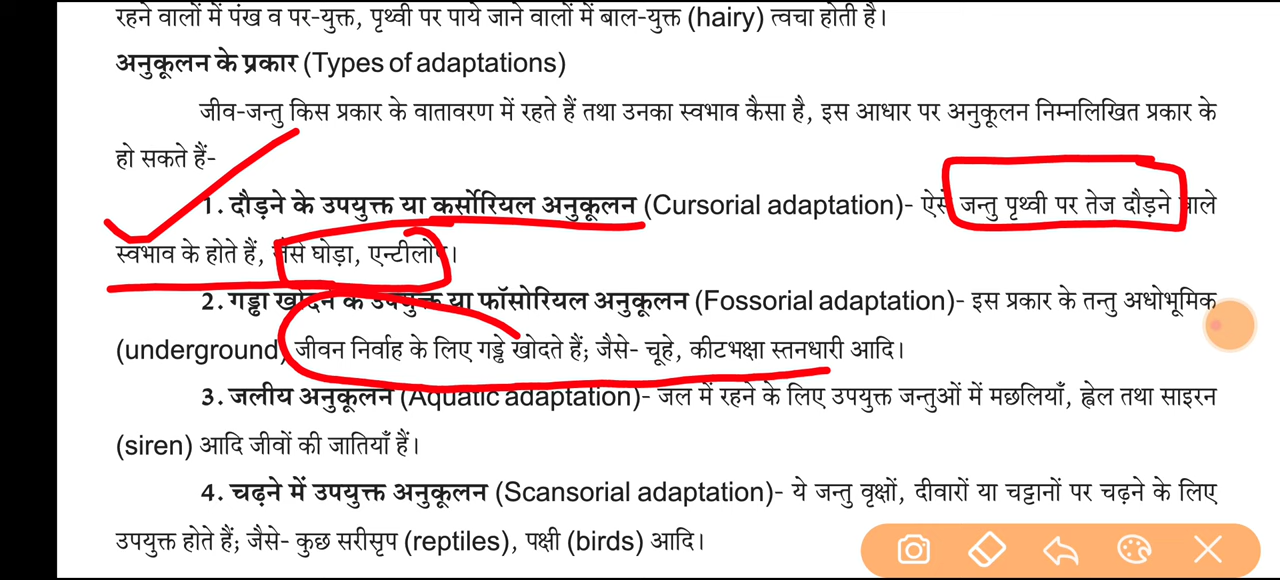 रहने वालों में पंख व पर-युक्त, पृथ्वी पर पाये जाने वालों में बाल-युक्त (hairy) त्वचा होती है।
अनुकूलन के प्रकार (Types of adaptations)
जीव-जन्तु किस प्रकार के वातावरण में रहते हैं तथा उनका स्वभाव कैसा है, इस आधार पर अनुकूलन निम्नलिखित प्रकार के
हो सकते हैं-
1. दौड़ने के उपयुक्त या कर्सोरियल अनुकूलन (Cursorial adaptation)- ऐसे जन्तु पृथ्वी पर तेज दौड़ने वाले
स्वभाव के होते हैं, जैसे घोड़ा, एन्टीलोप।
2. गड्ढा खोदने के उपयुक्त या फॉसोरियल अनुकूलन (Fossorial adaptation)- इस प्रकार के तन्तु अधोभूमिक
(underground) जीवन निर्वाह के लिए गड्ढे खोदते हैं; जैसे- चूहे, कीटभक्षा स्तनधारी आदि।
3. जलीय अनुकूलन (Aquatic adaptation)- जल में रहने के लिए उपयुक्त जन्तुओं में मछलियाँ, ह्वेल तथा साइरन
(siren) आदि जीवों की जातियाँ हैं।
4. चढ़ने में उपयुक्त अनुकूलन (Scansorial adaptation)- ये जन्तु वृक्षों, दीवारों या चट्टानों पर चढ़ने के लिए
उपयुक्त होते हैं; जैसे- कुछ सरीसृप (reptiles), पक्षी (birds) आदि।